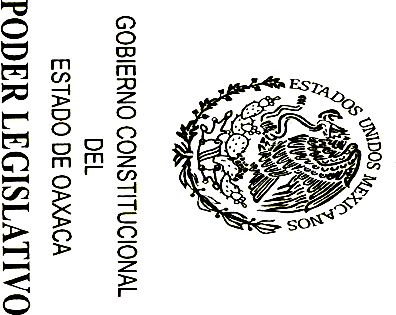 ESTADOS UNIDOS MEXICANOS
GOBIERNO CONSTITUCIONAL
DEL
ESTADO DE OAXACA
PODER LEGISLATIVO